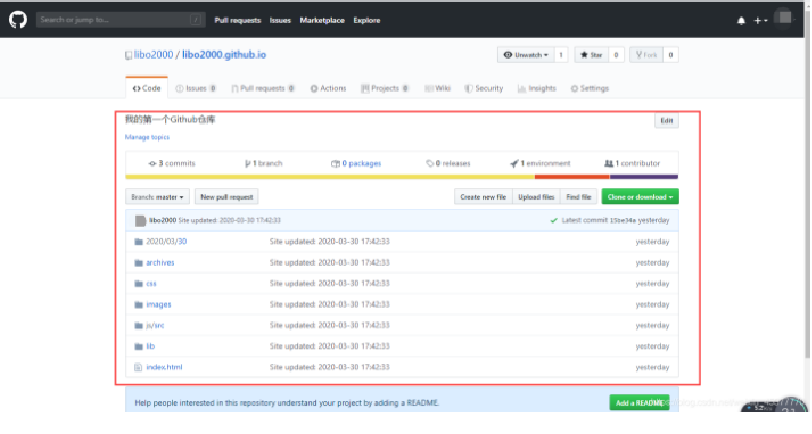 Search or jump to... / Pull requests Issues Marketplace Explore
libo2000 / libo2000.github.io Unwatch 1 Star 0 Fork 0
Code Issues 0 Pull requests 0 Actions Projects 0 Wiki Security Insights Settings
我的第一个Github仓库 Edit
Manage topics
3 commits 1 branch 0 packages 0 releases 1 environment 1 contributor
Branch: master New pull request Create new file Upload files Find file Clone or download
libo2000 Site updated: 2020-03-30 17:42:33 Latest commit yesterday
2020/03/30 Site updated: 2020-03-30 17:42:33 yesterday
archives Site updated: 2020-03-30 17:42:33 yesterday
css Site updated: 2020-03-30 17:42:33 yesterday
images Site updated: 2020-03-30 17:42:33 yesterday
js/src Site updated: 2020-03-30 17:42:33 yesterday
lib Site updated: 2020-03-30 17:42:33 yesterday
index.html Site updated: 2020-03-30 17:42:33 yesterday
Help people interested in this repository understand your project by adding a README. Add a README